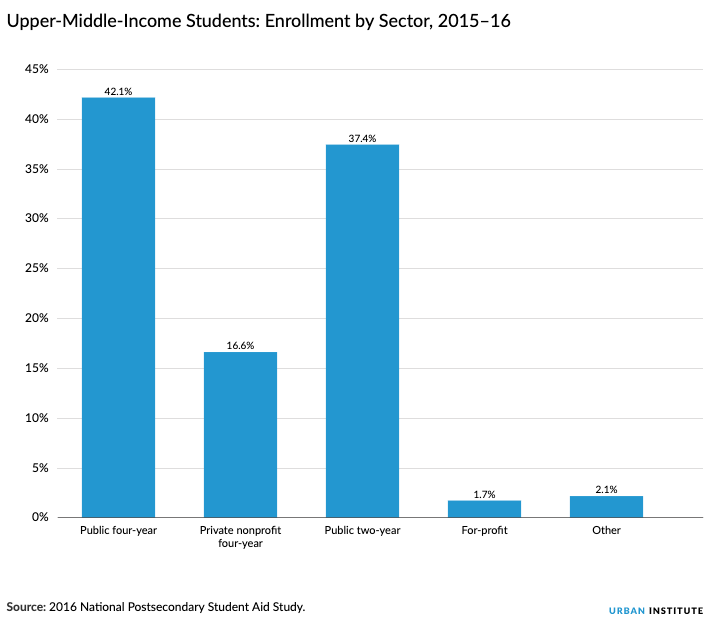 Upper-Middle-Income Students: Enrollment by Sector, 2015–16
45%
42.1%
40%
37.4%
35%
30%
25%
20%
16.6%
15%
10%
5%
1.7%
2.1%
0%
Public four-year
Private nonprofit
four-year
Public two-year
For-profit
Other
Source: 2016 National Postsecondary Student Aid Study.
URBAN INSTITUTE